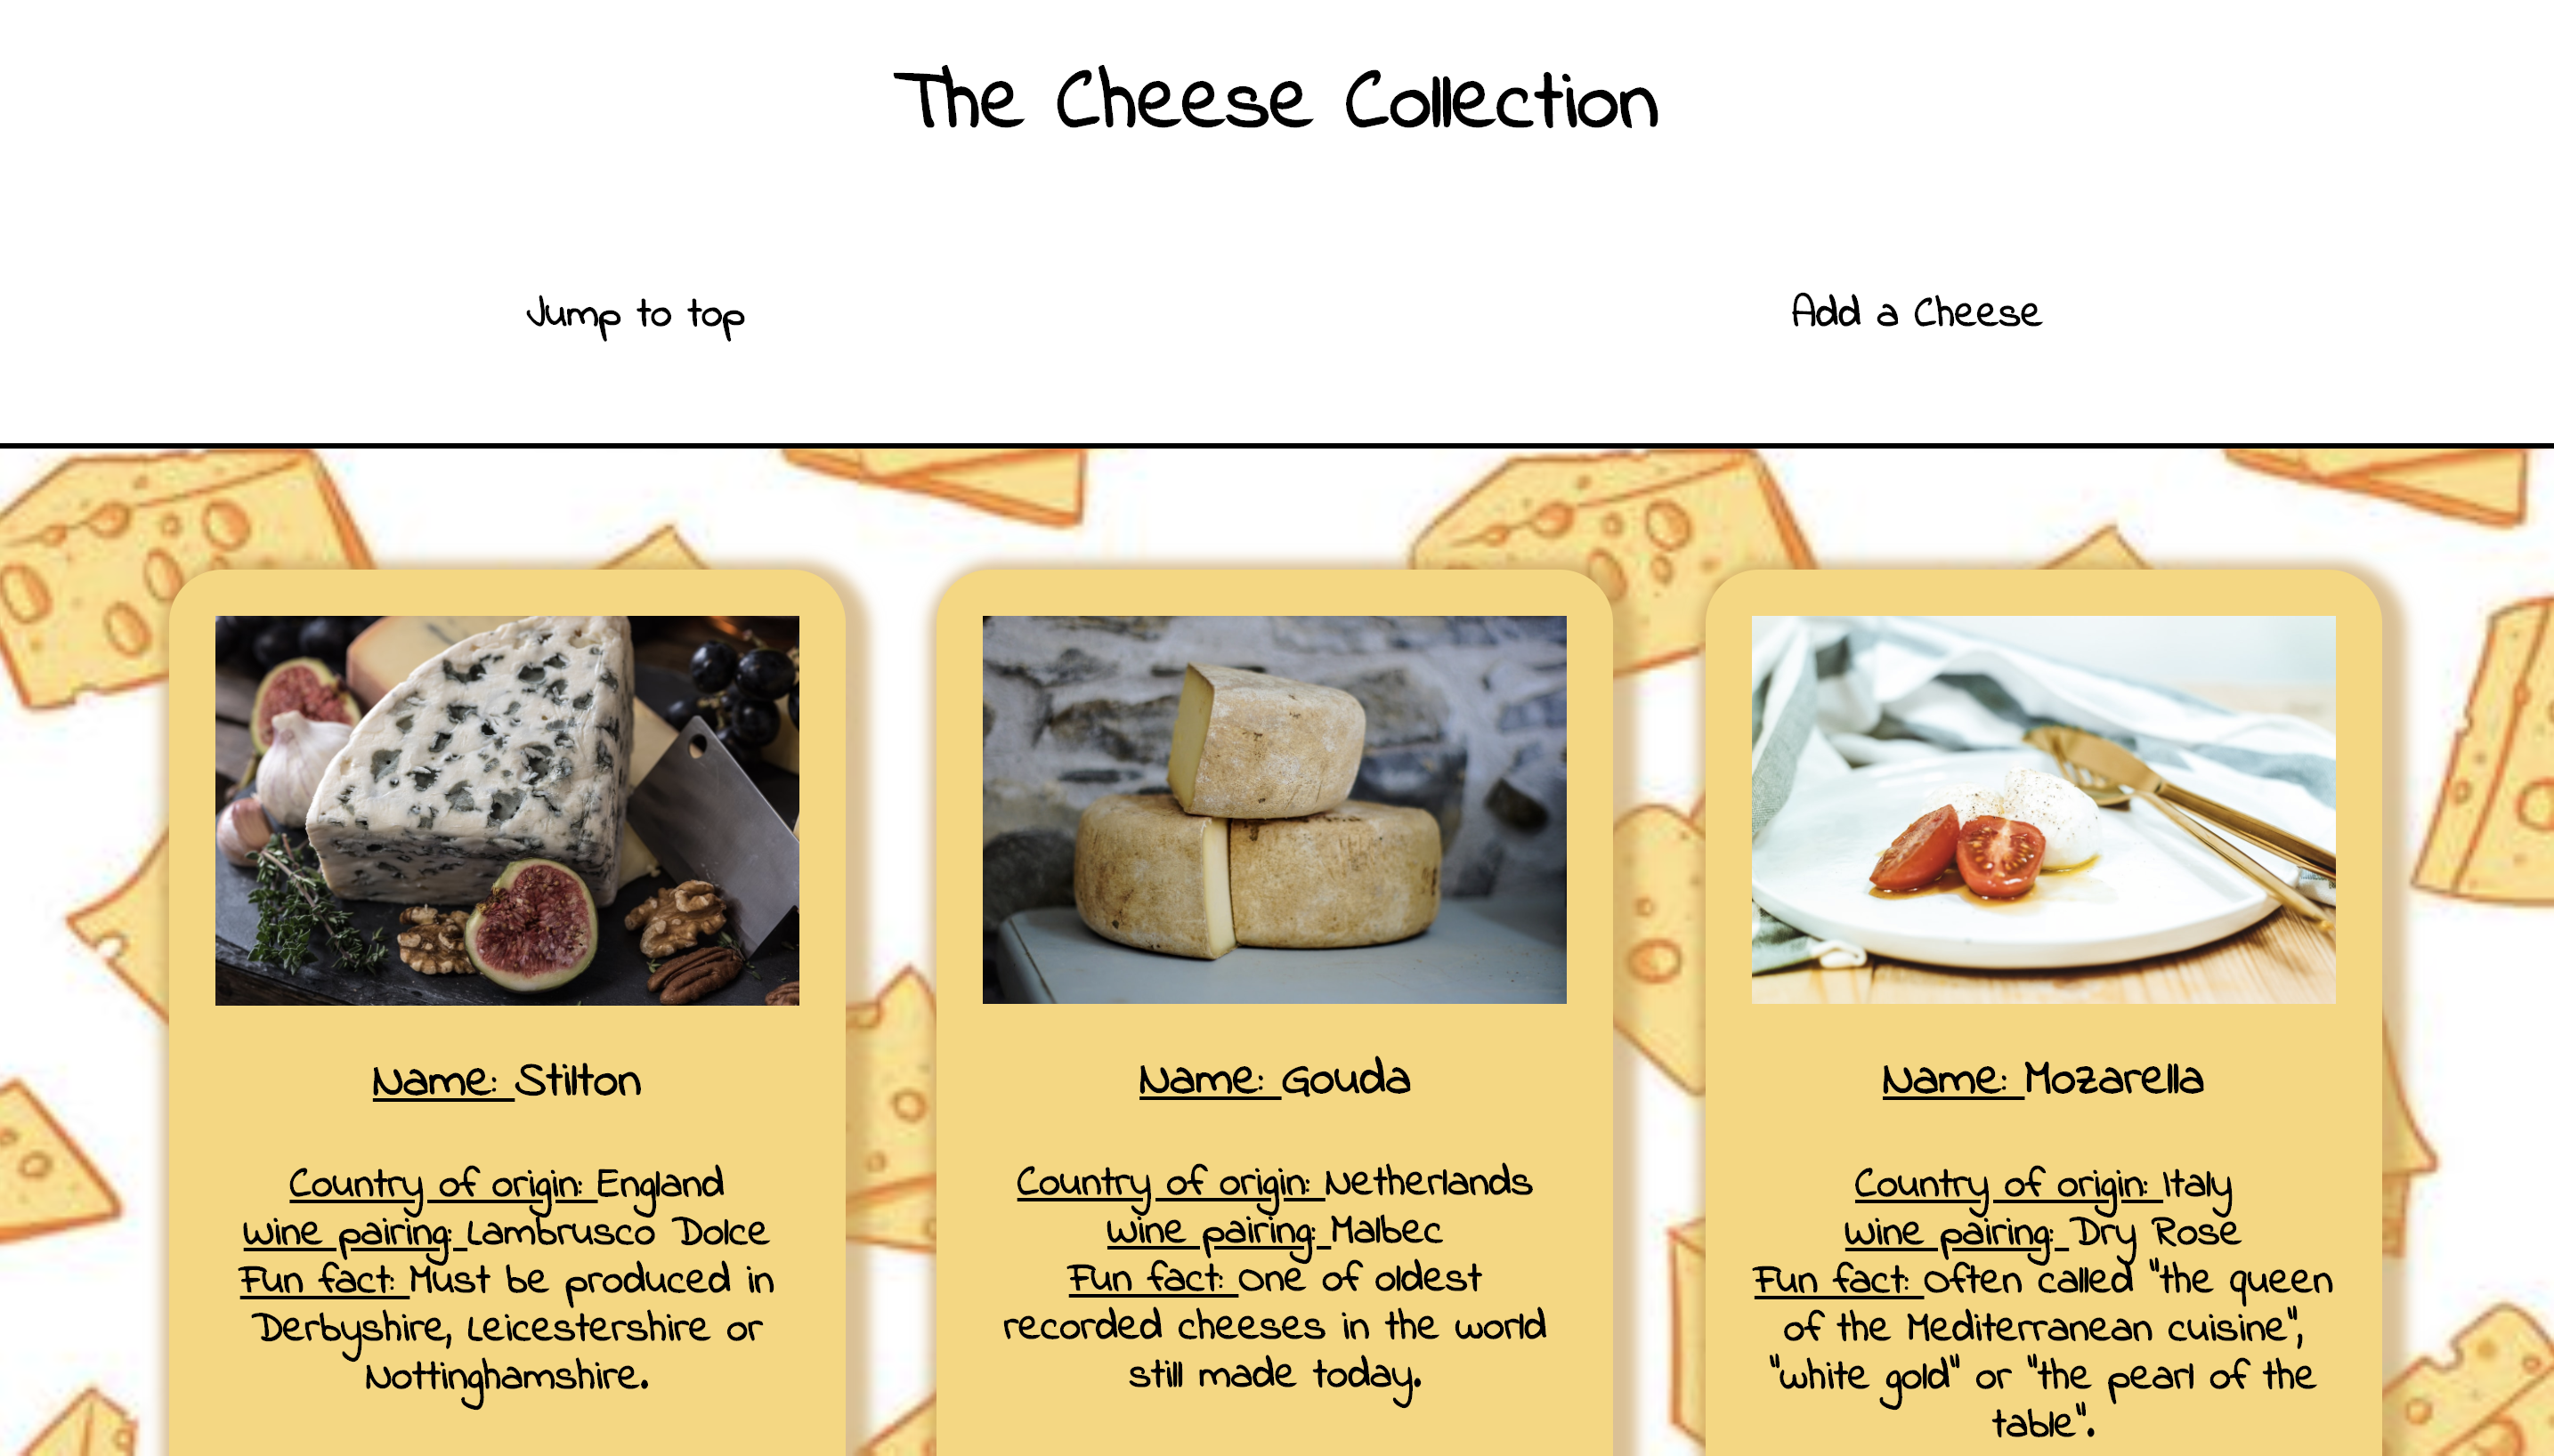 The Cheese Collection
Jump to top
Add a Cheese
Name: Stilton
Country of origin: England
Wine pairing: Lambrusco Dolce
Fun fact: Must be produced in
Derbyshire, Leicestershire or
Nottinghamshire.
Name: Gouda
Country of origin: Netherlands
Wine pairing: Malbec
Fun fact: One of oldest
recorded cheeses in the world
still made today.
Name: Mozarella
Country of origin: Italy
Wine pairing: Dry Rose
Fun fact: Often called "the queen
of the Mediterranean cuisine",
"white gold" or "the pearl of the
table".